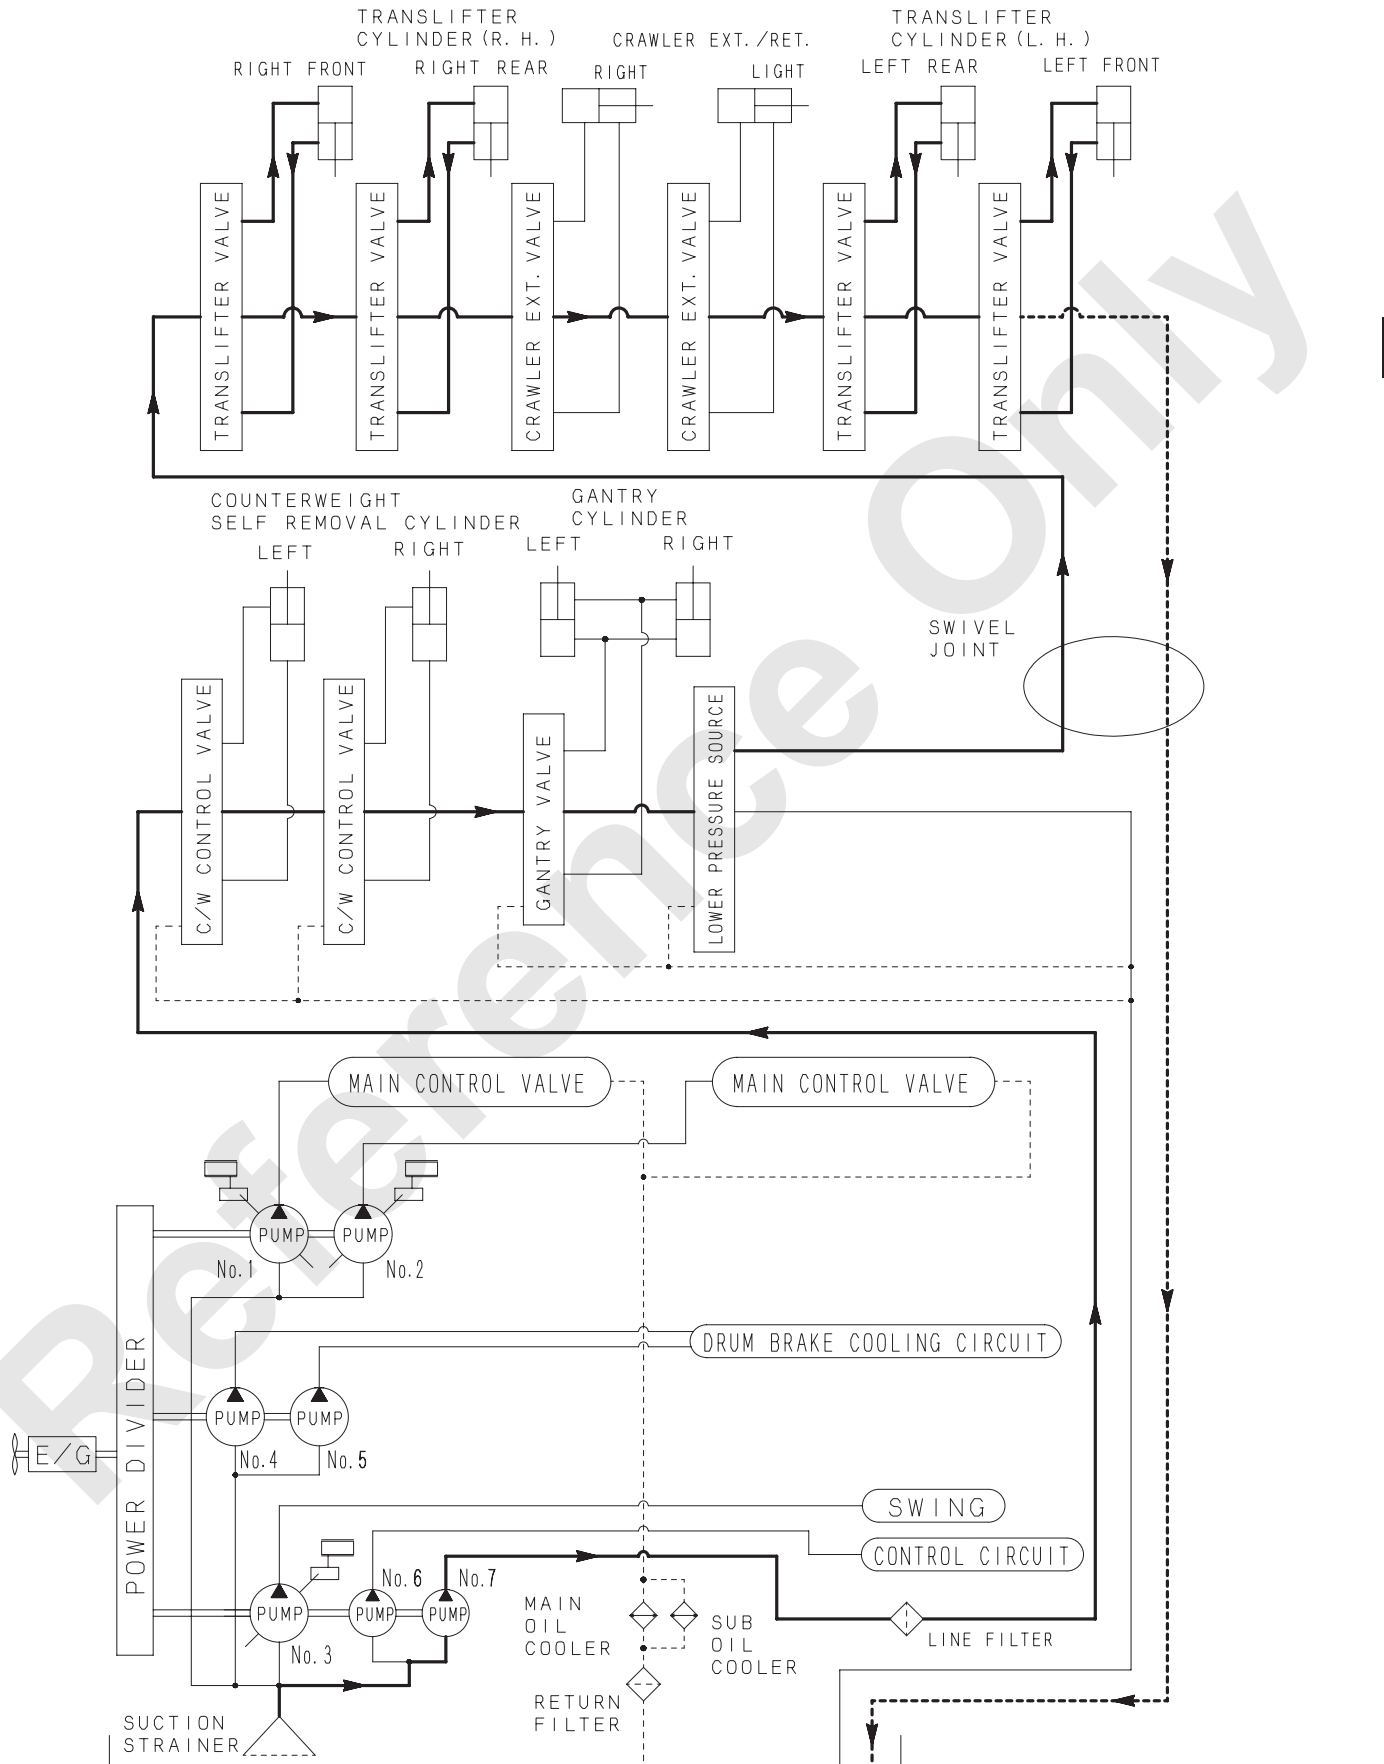 TRANSLIFTER
CYLINDER (R. H. )
CRAWLER EXT. /RET.
TRANSLIFTER
CYLINDER (L. H. )
RIGHT FRONT
RIGHT REAR
RIGHT
LIGHT
LEFT REAR
LEFT FRONT
TRANSLIFTER VALVE
TRANSLIFTER VALVE
CRAWLER EXT. VALVE
CRAWLER EXT. VALVE
TRANSLIFTER VALVE
TRANSLIFTER VALVE
COUNTERWEIGHT
SELF REMOVAL CYLINDER
LEFT
RIGHT
GANTRY
CYLINDER
LEFT
RIGHT
SWIVEL
JOINT
C/W CONTROL VALVE
C/W CONTROL VALVE
GANTRY VALVE
LOWER PRESSURE SOURCE
MAIN CONTROL VALVE
MAIN CONTROL VALVE
PUMP
PUMP
No. 1
No. 2
DRUM BRAKE COOLING CIRCUIT
POWER DIVIDER
PUMP
PUMP
E/G
No. 4
No. 5
SWING
CONTROL CIRCUIT
No. 6
No. 7
PUMP
PUMP
PUMP
No. 3
MAIN
OIL
COOLER
SUB
OIL
COOLER
LINE FILTER
RETURN
FILTER
SUCTION
STRAINER
Reference Only